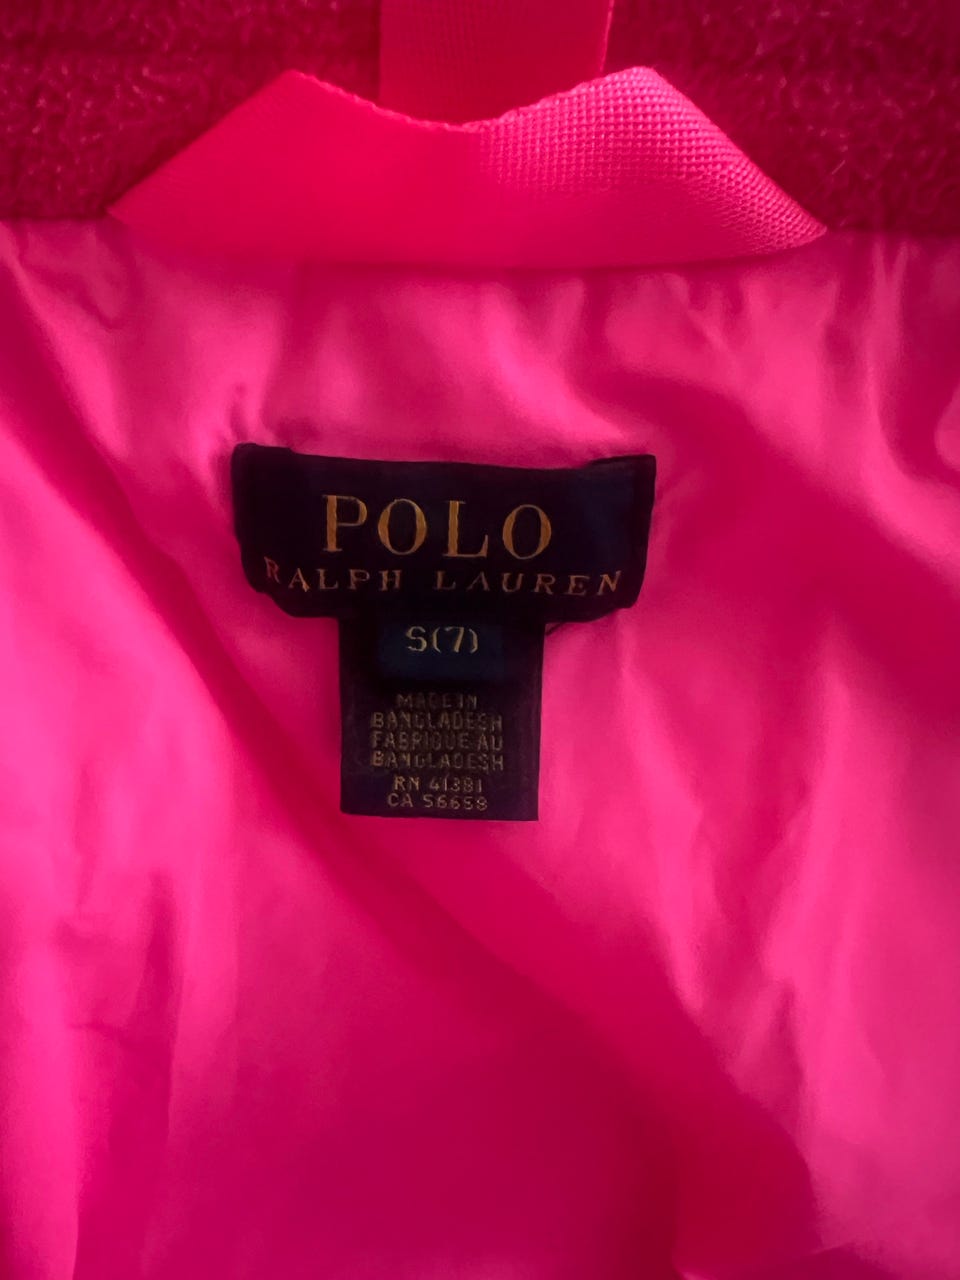 POLO
RALPH LAUREN
S(7)
MADE IN
BANGLADESH
FABRIQUE AU
BANGLADESH
RN 41381
CA 56658